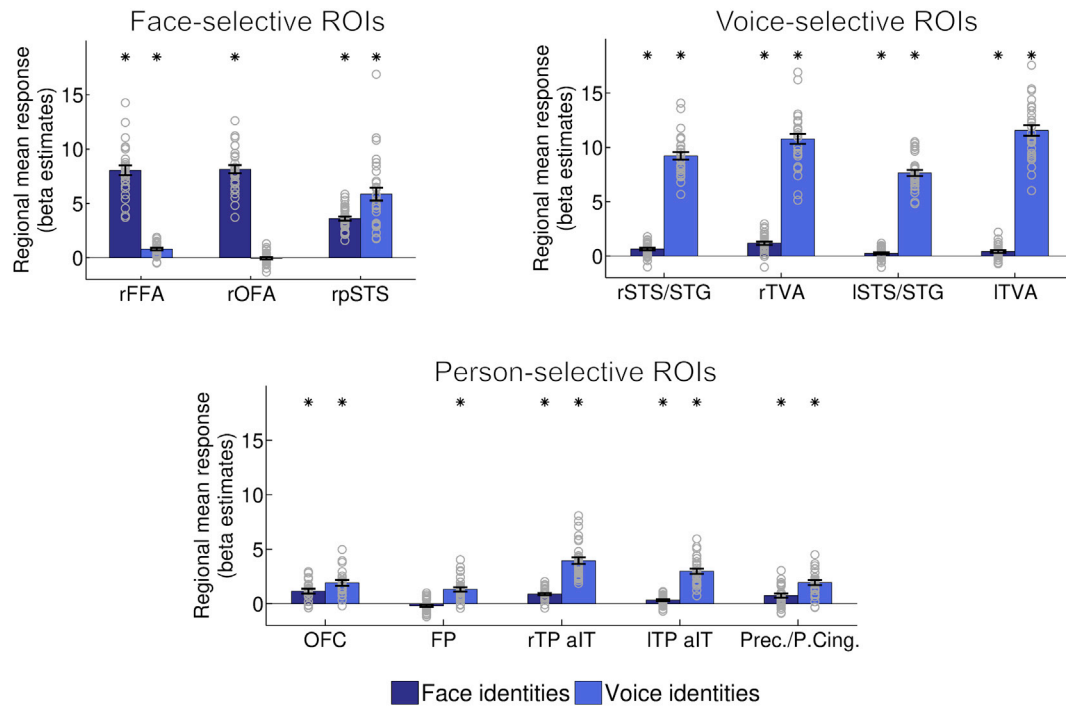 Face-selective ROIs
Regional mean response
(beta estimates)
15
10
5
0
* * * * *
rFFA rOFA rpSTS
Voice-selective ROIs
Regional mean response
(beta estimates)
15
10
5
0
* * * * * * * *
rSTS/STG rTVA lSTS/STG lTVA
Person-selective ROIs
Regional mean response
(beta estimates)
15
10
5
0
* * * * * * * * *
OFC FP rTP aIT lTP aIT Prec./P.Cing.
Face identities Voice identities